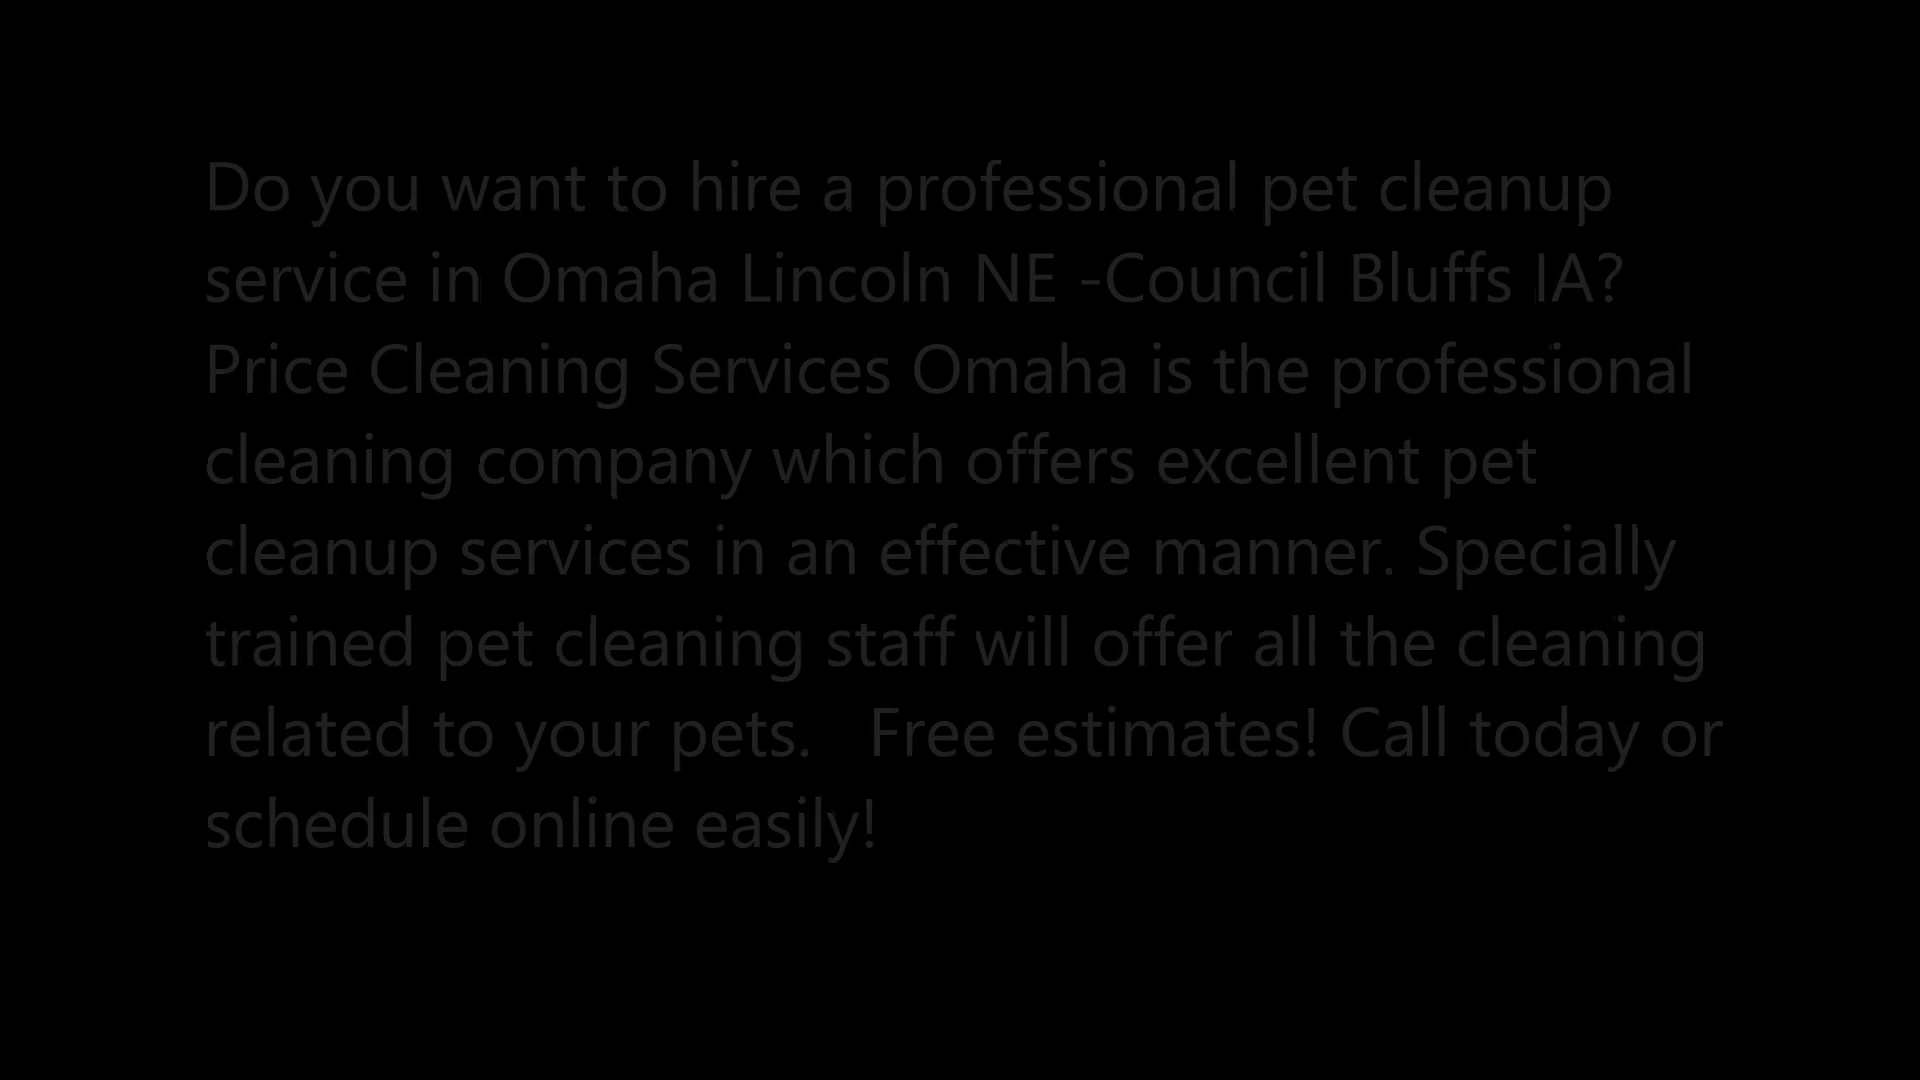 Do you want to hire a professional pet cleanup
service in Omaha Lincoln NE -Council Bluffs IA?
Price Cleaning Services Omaha is the professional
cleaning company which offers excellent pet
cleanup services in an effective manner. Specially
trained pet cleaning staff will offer all the cleaning
related to your pets.   Free estimates! Call today or
schedule online easily!